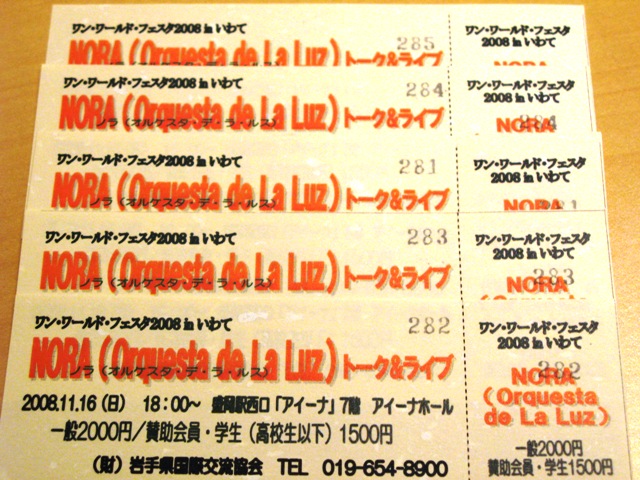 ワン・ワールド・フェスタ2008 in いわて
285
NORA (Orquesta de La Luz) トーク&ライブ
ワン・ワールド・フェスタ
2008 in いわて
NORA
ワン・ワールド・フェスタ2008 in いわて
284
NORA (Orquesta de La Luz) トーク&ライブ
ノラ (オルケスタ・デ・ラ・ルス)
ワン・ワールド・フェスタ
2008 in いわて
284
NORA
ワン・ワールド・フェスタ2008 in いわて
281
NORA (Orquesta de La Luz) トーク&ライブ
ノラ (オルケスタ・デ・ラ・ルス)
ワン・ワールド・フェスタ
2008 in いわて
281
NORA
ワン・ワールド・フェスタ2008 in いわて
283
NORA (Orquesta de La Luz) トーク&ライブ
ノラ (オルケスタ・デ・ラ・ルス)
ワン・ワールド・フェスタ
2008 in いわて
283
NORA
(Orquesta
ワン・ワールド・フェスタ2008 in いわて
282
NORA (Orquesta de La Luz) トーク&ライブ
ノラ (オルケスタ・デ・ラ・ルス)
2008.11.16 (日) 18:00~ 盛岡駅西口「アイーナ」7階 アイーナホール
一般2000円/賛助会員・学生 (高校生以下) 1500円
(財) 岩手県国際交流協会 TEL 019-654-8900
ワン・ワールド・フェスタ
2008 in いわて
282
NORA
(Orquesta
de La Luz)
一般2000円
賛助会員・学生1500円